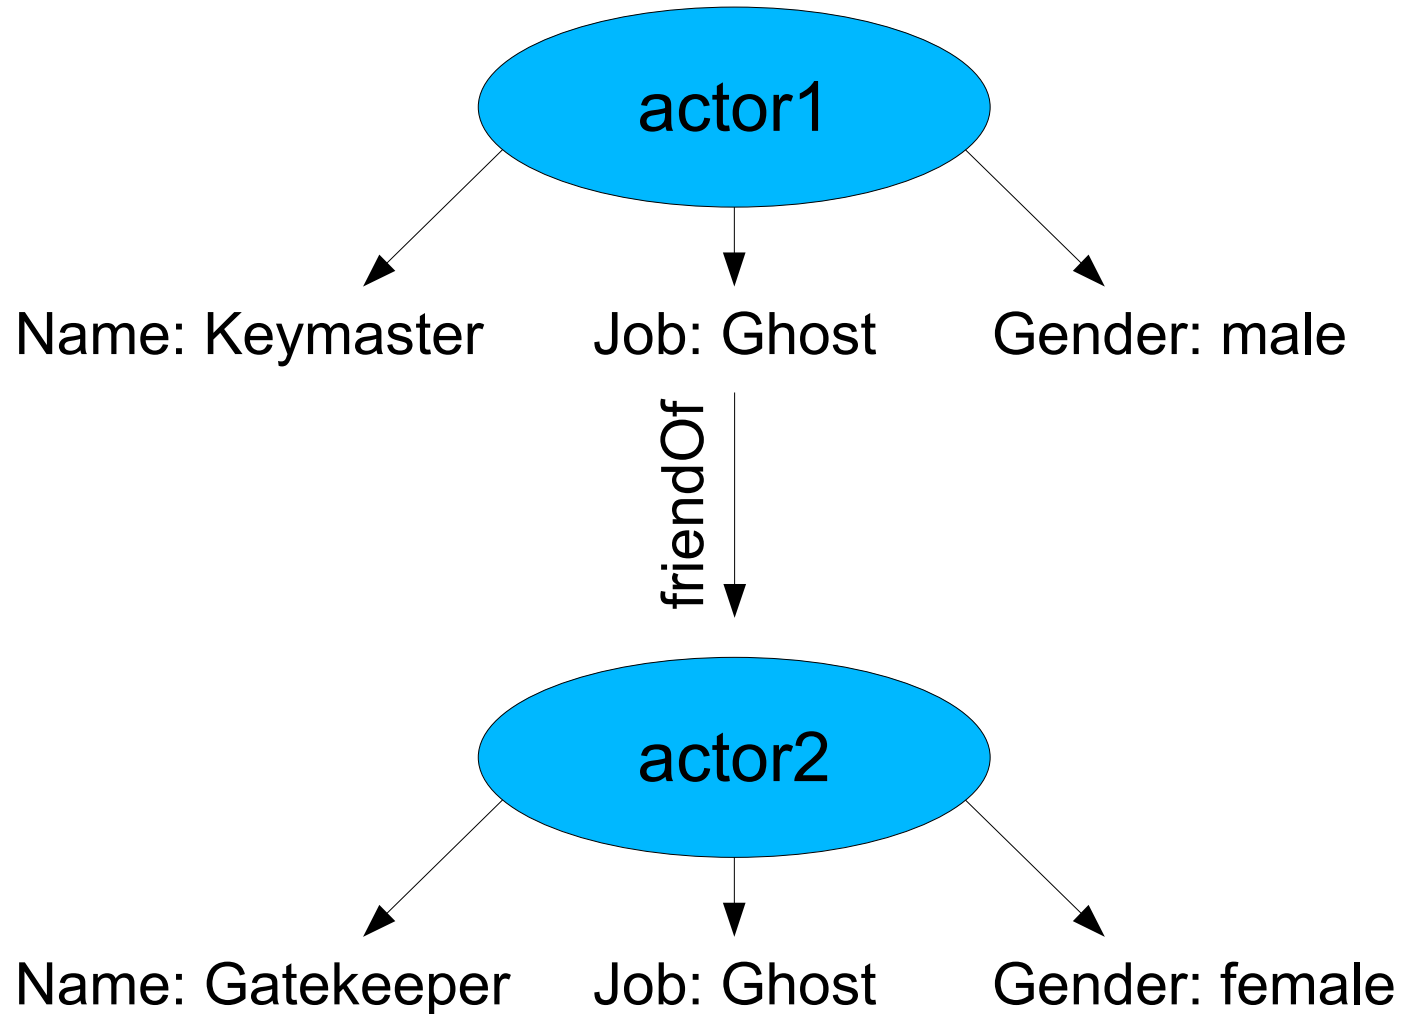 actor1
Name: Keymaster
Job: Ghost
Gender: male
friendOf
actor2
Name: Gatekeeper
Job: Ghost
Gender: female